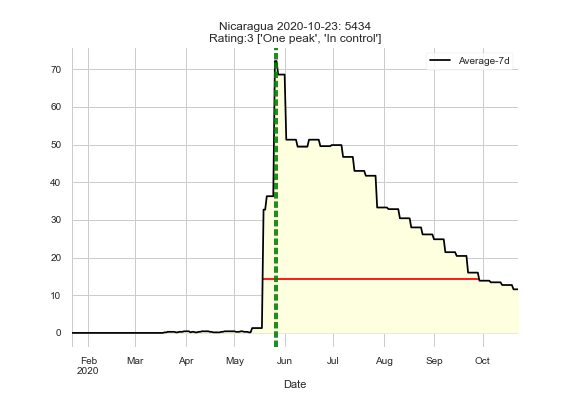 Nicaragua 2020-10-23: 5434
Rating:3 ['One peak', 'In control']
Average-7d
70
60
50
40
30
20
10
0
Feb Mar Apr May Jun Jul Aug Sep Oct
2020
Date